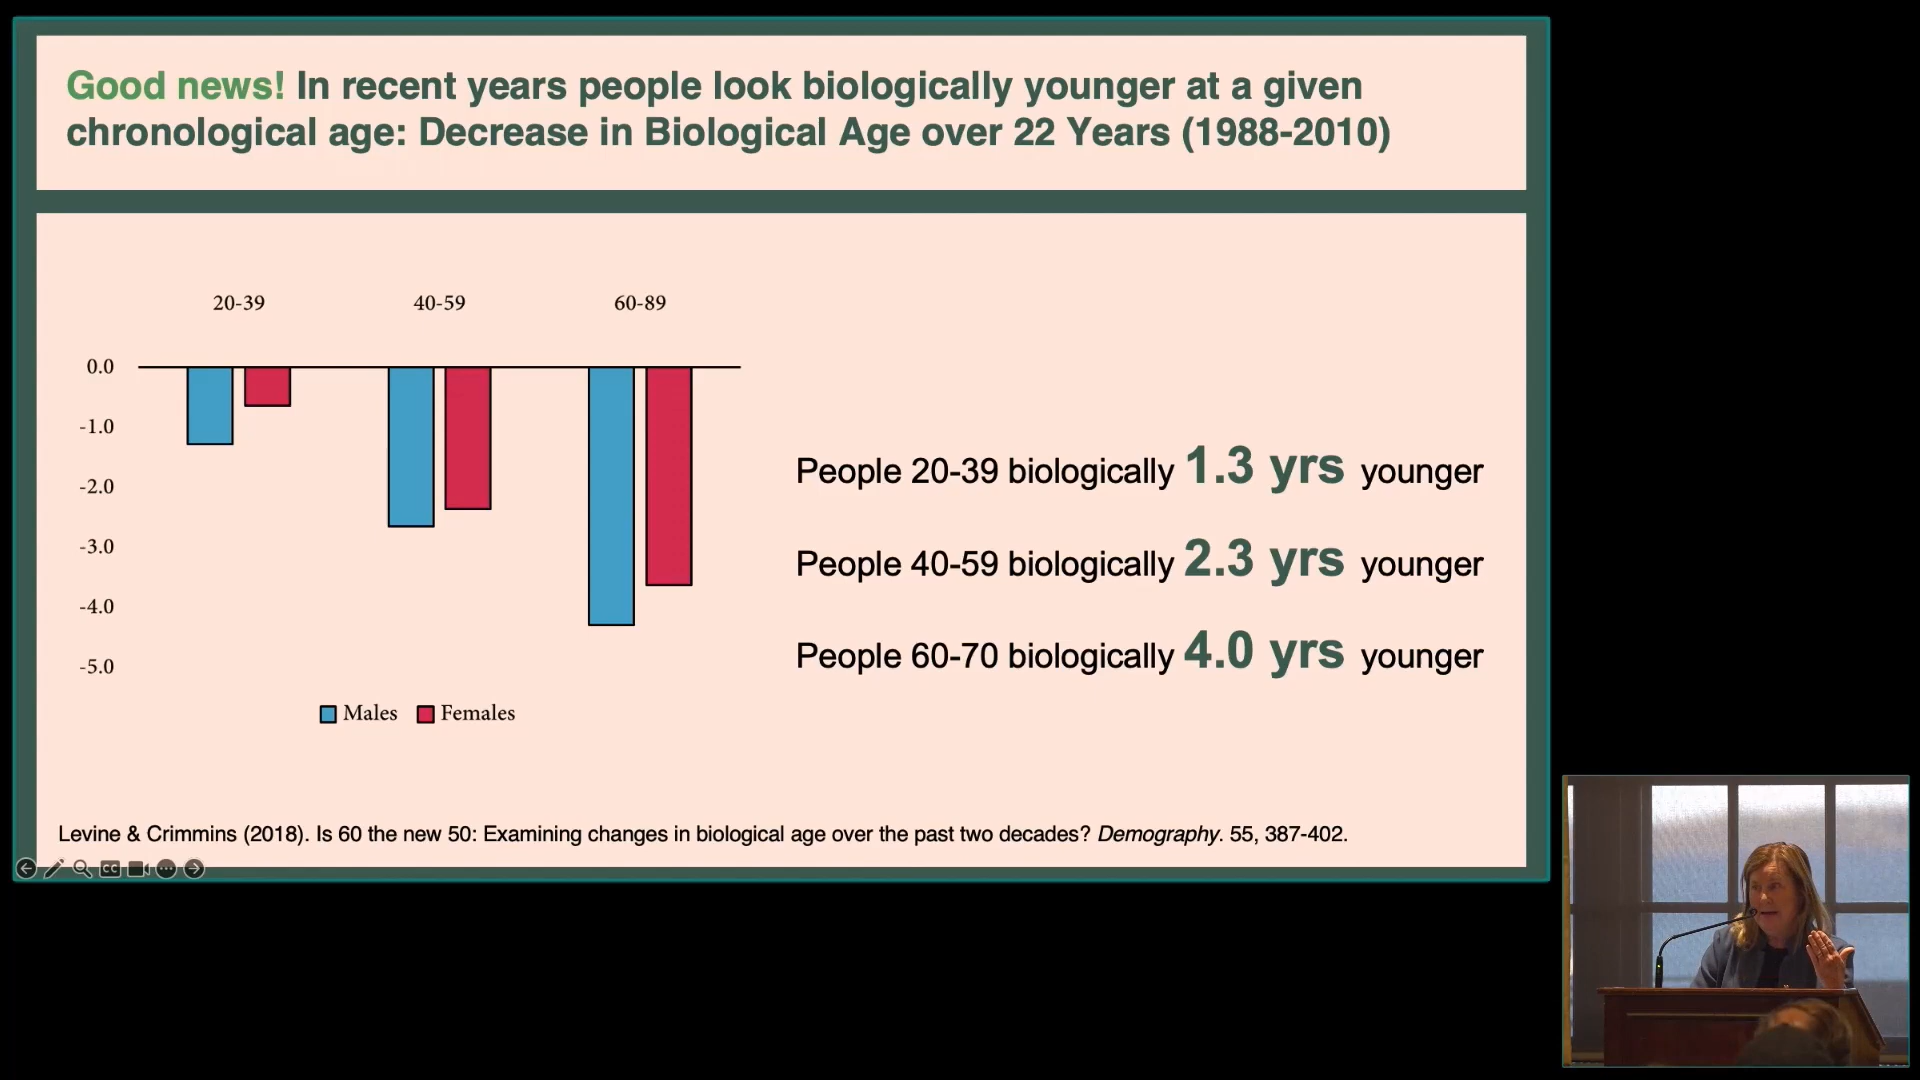 Good news! In recent years people look biologically younger at a given
chronological age: Decrease in Biological Age over 22 Years (1988-2010)
20-39 40-59 60-89
0.0
-1.0
-2.0
-3.0
-4.0
-5.0
Males Females
People 20-39 biologically 1.3 yrs younger
People 40-59 biologically 2.3 yrs younger
People 60-70 biologically 4.0 yrs younger
Levine & Crimmins (2018). Is 60 the new 50: Examining changes in biological age over the past two decades? Demography. 55, 387-402.
CC